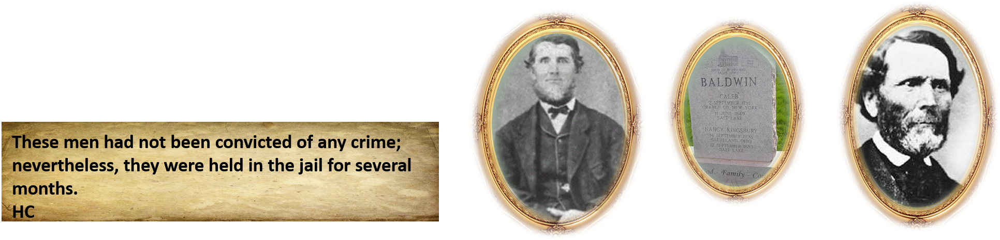 These men had not been convicted of any crime;
nevertheless, they were held in the jail for several
months.
HC
BALDWIN
CALEB
2 SEPTEMBER 1791
ORANGE CO. NEW YORK
11 JUNE 1849
SALT LAKE
NANCY KINGSBURY
14 SEPTEMBER 1798
CLEVELAND, OHIO
12 SEPTEMBER 1883
SALT LAKE
- Family -